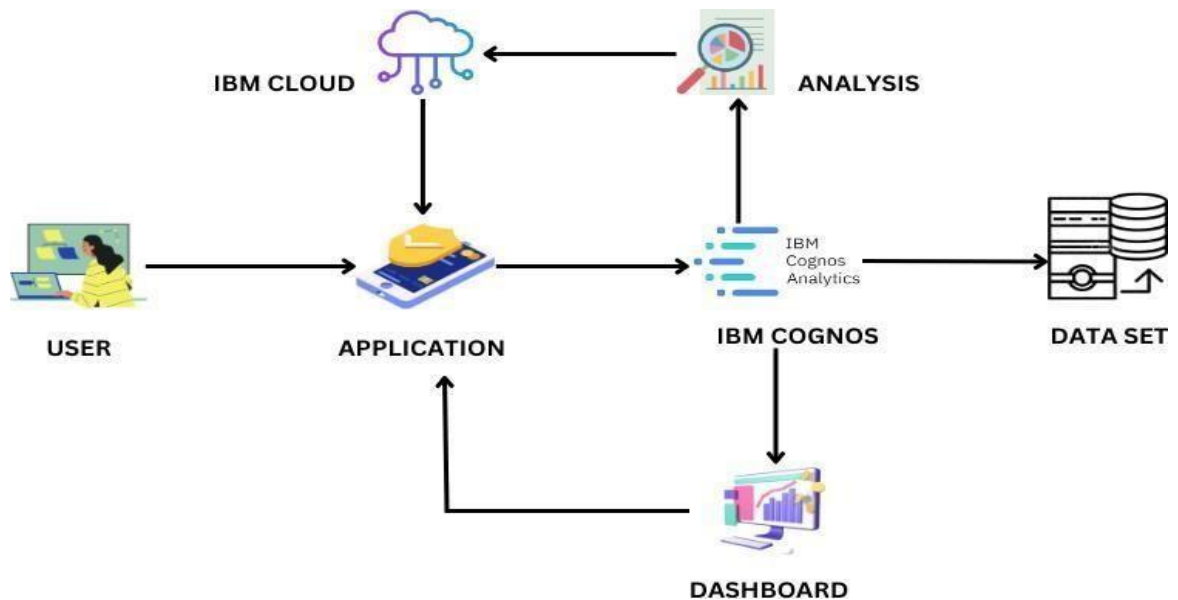 IBM CLOUD
ANALYSIS
IBM
Cognos
Analytics
USER
APPLICATION
IBM COGNOS
DATA SET
DASHBOARD